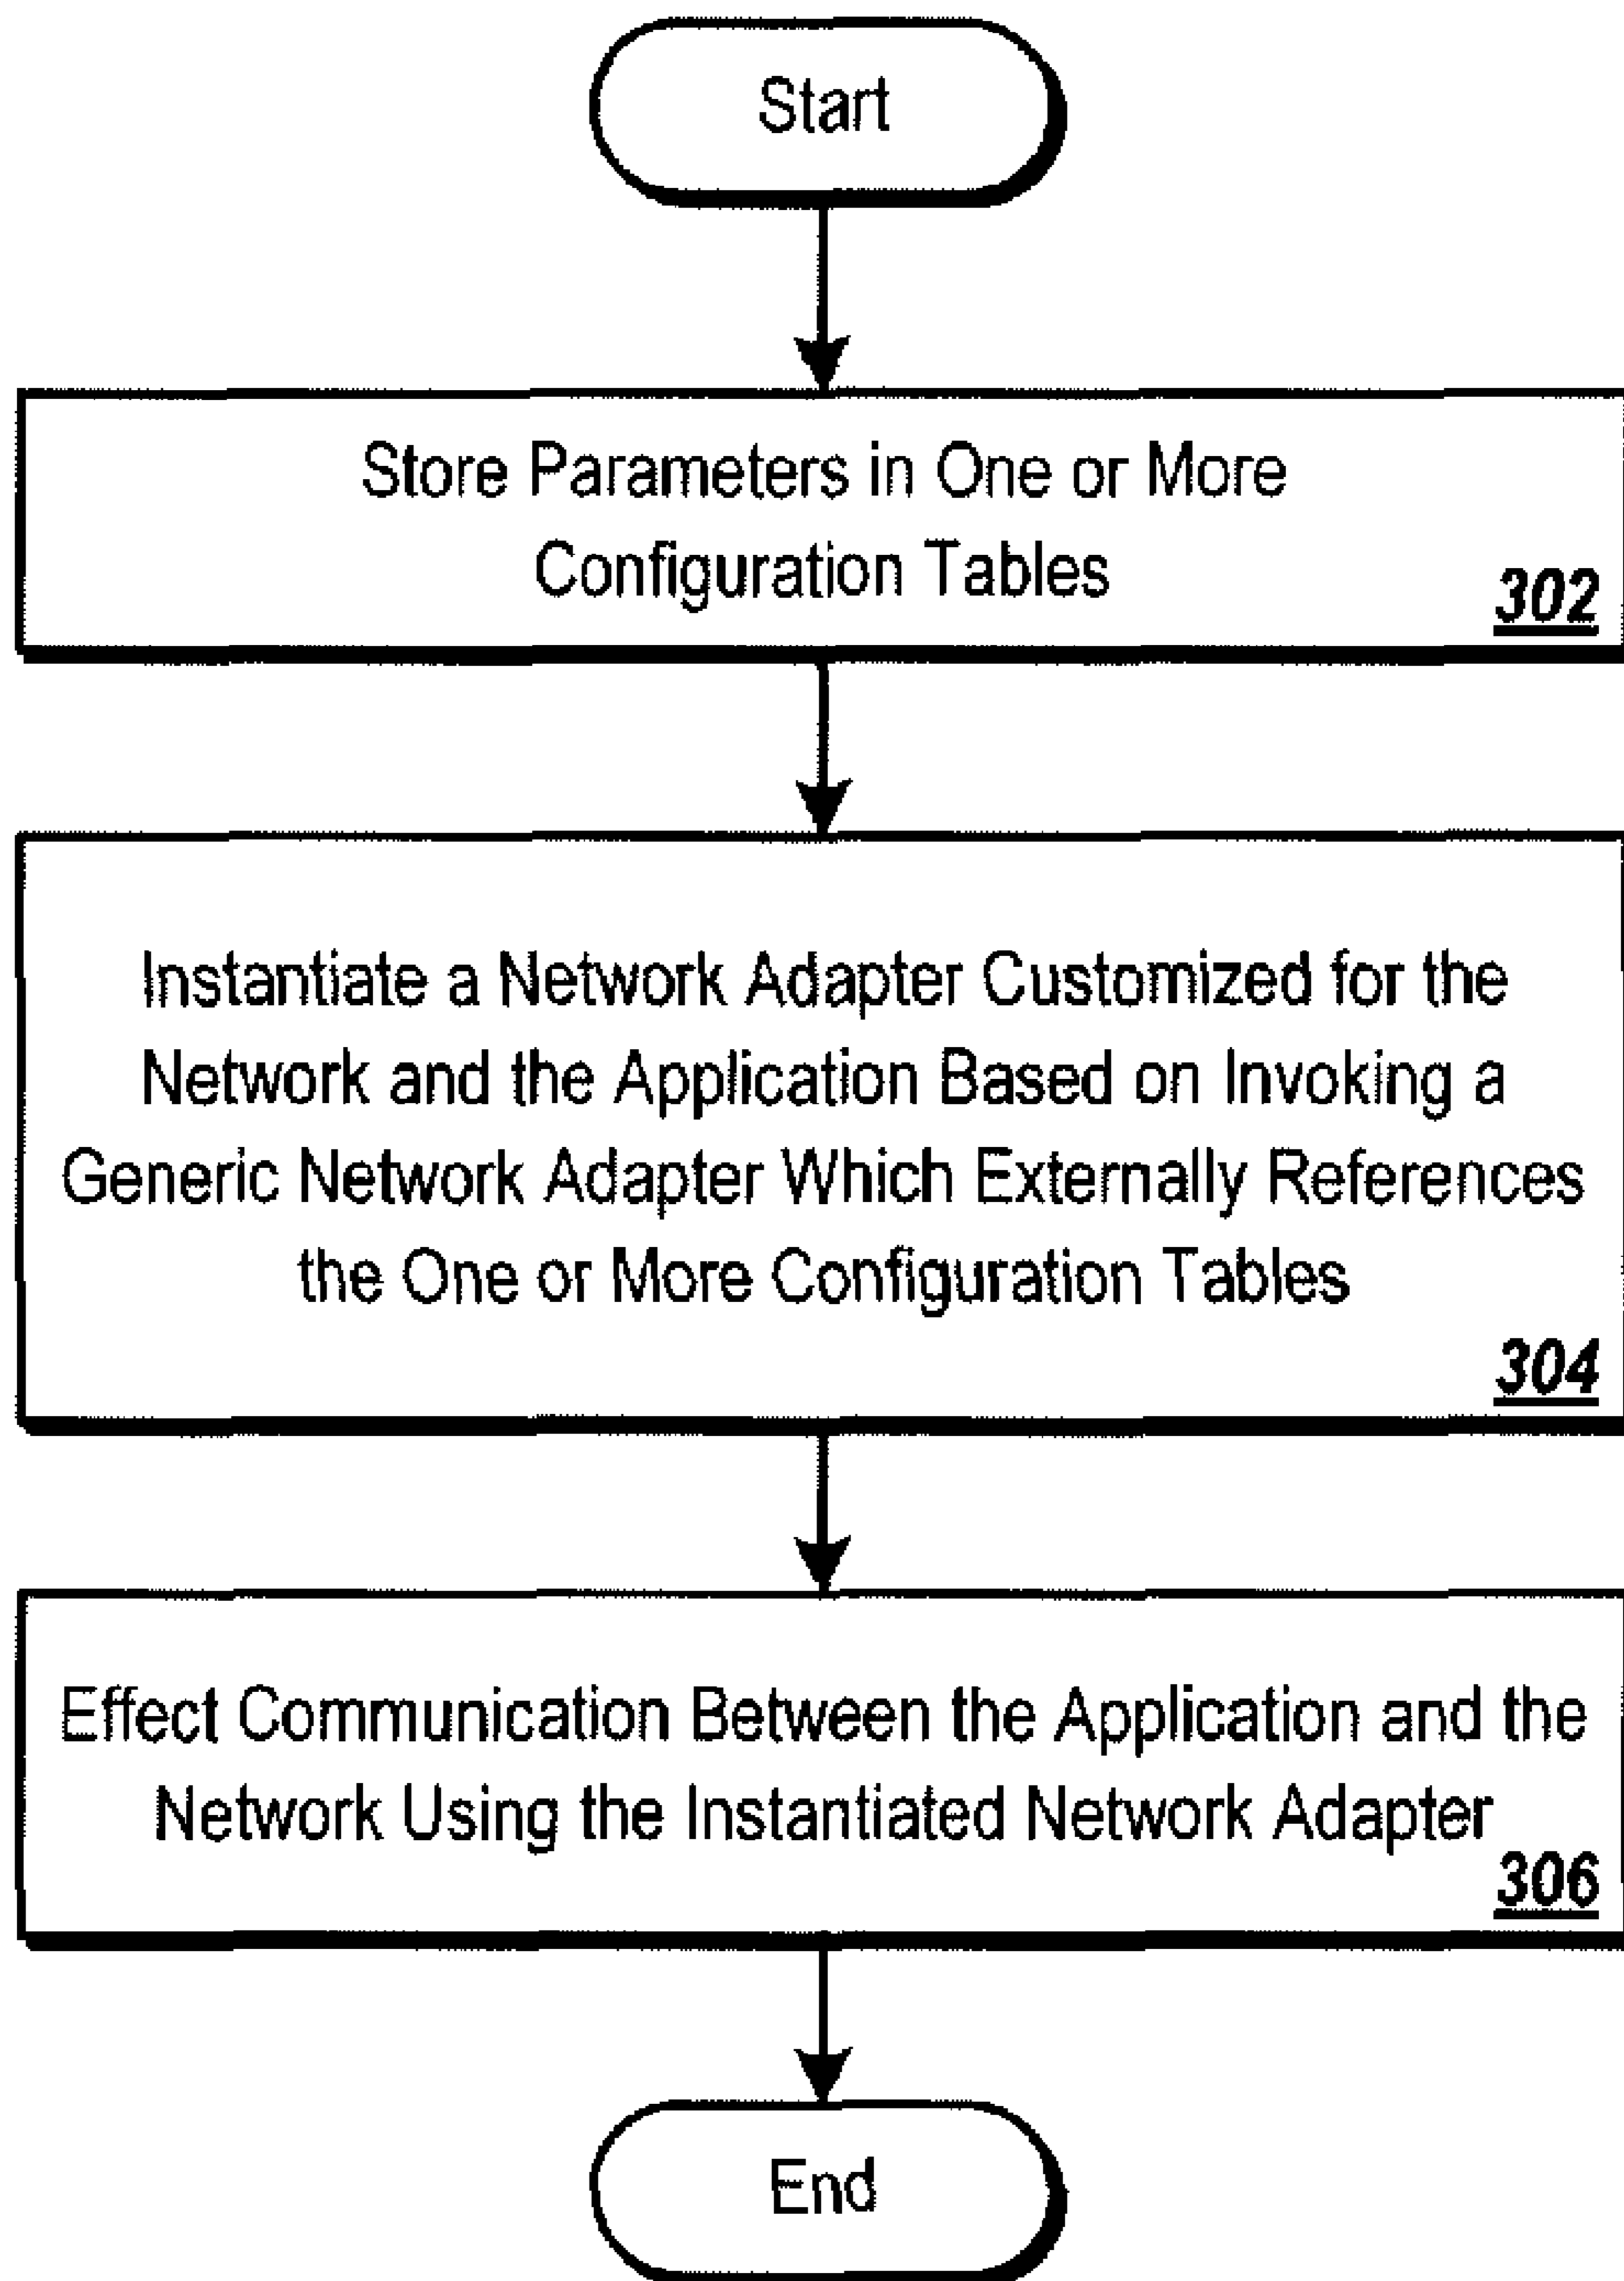 Start
Store Parameters in One or More
Configuration Tables
302
Instantiate a Network Adapter Customized for the
Network and the Application Based on Invoking a
Generic Network Adapter Which Externally References
the One or More Configuration Tables
304
Effect Communication Between the Application and the
Network Using the Instantiated Network Adapter
306
End